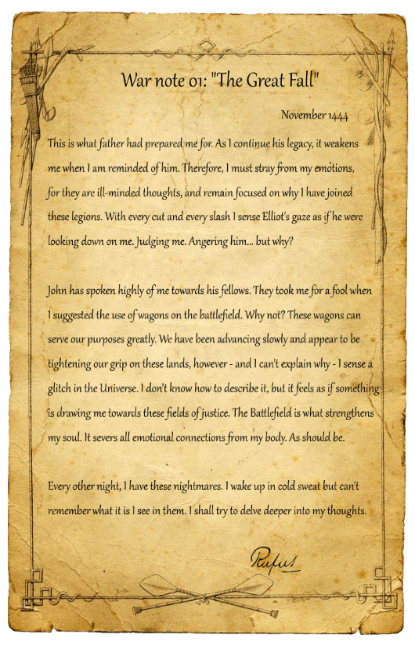 War note 01: "The Great Fall"
November 1444
This is what father had prepared me for. As I continue his legacy, it weakens
me when I am reminded of him. Therefore, I must stray from my emotions,
for they are ill-minded thoughts, and remain focused on why I have joined
these legions. With every cut and every slash I sense Elliot's gaze as if he were
looking down on me. Judging me. Angering him... but why?
John has spoken highly of me towards his fellows. They took me for a fool when
I suggested the use of wagons on the battlefield. Why not? These wagons can
serve our purposes greatly. We have been advancing slowly and appear to be
tightening our grip on these lands, however - and I can't explain why - I sense a
glitch in the Universe. I don't know how to describe it, but it feels as if something
is drawing me towards these fields of justice. The Battlefield is what strengthens
my soul. It severs all emotional connections from my body. As should be.
Every other night, I have these nightmares. I wake up in cold sweat but can't
remember what it is I see in them. I shall try to delve deeper into my thoughts.
Rufus